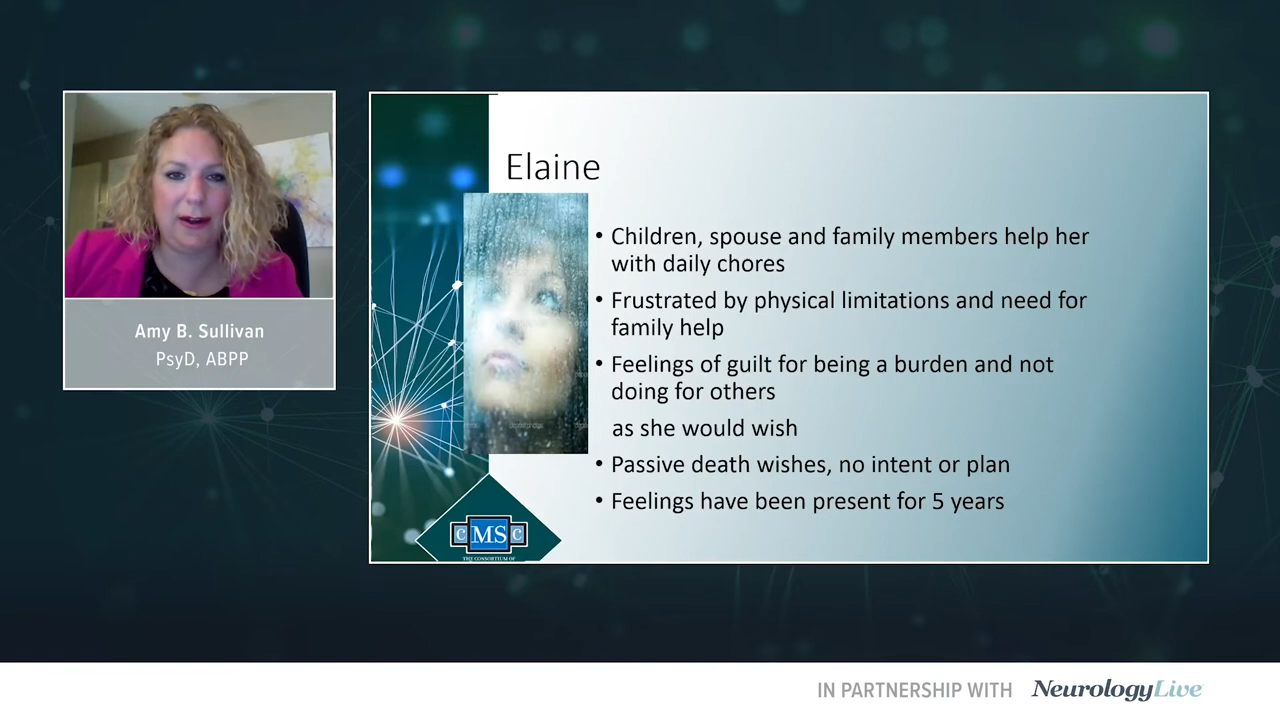 Amy B. Sullivan
PsyD, ABPP
Elaine
• Children, spouse and family members help her
with daily chores
• Frustrated by physical limitations and need for
family help
• Feelings of guilt for being a burden and not
doing for others
as she would wish
• Passive death wishes, no intent or plan
• Feelings have been present for 5 years
cMSc
THE CONSORTIUM OF
IN PARTNERSHIP WITH NeurologyLive